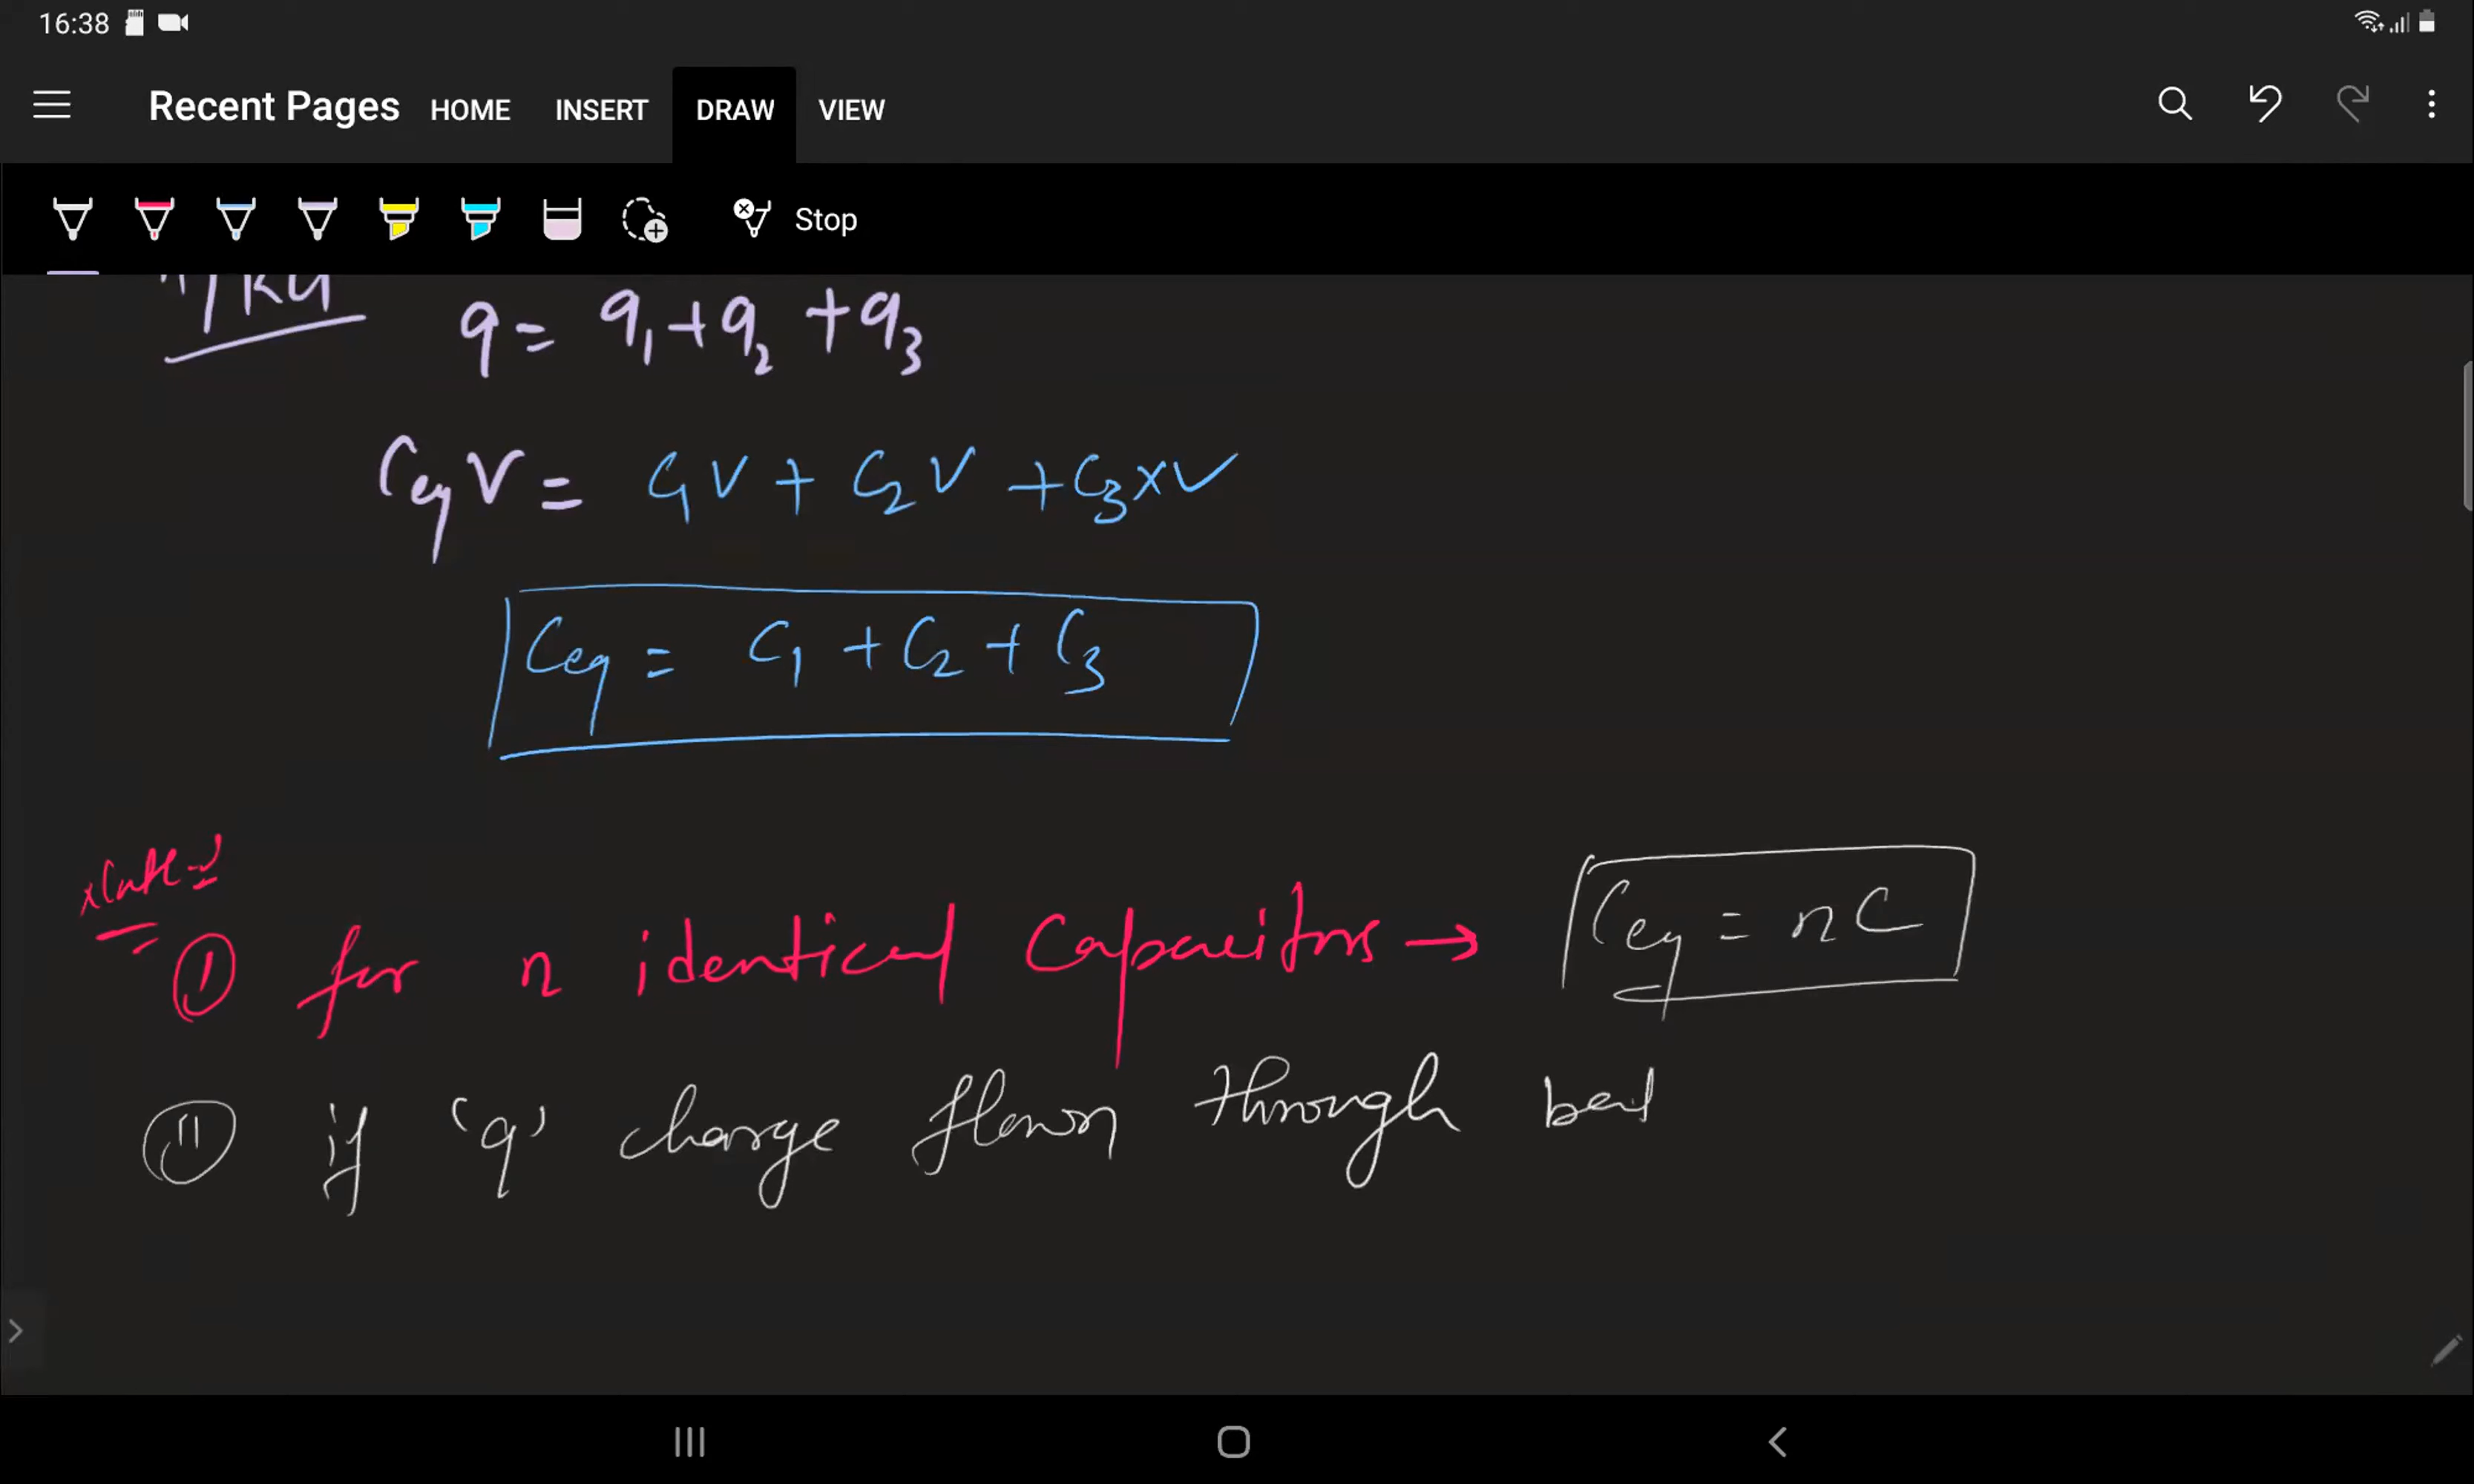 16:38
Recent Pages HOME INSERT DRAW VIEW
Stop
q = q₁ + q₂ + q₃
Ceq V = C₁V + C₂V + C₃×V
Ceq = C₁ + C₂ + C₃
① for n identical Capacitors → Ceq = nC
② if 'q' charge flown through